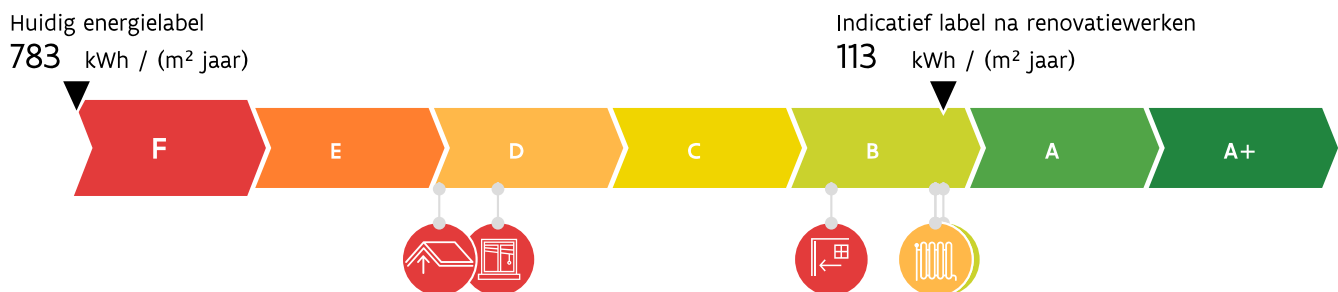 Huidig energielabel
783 kWh / (m² jaar)
Indicatief label na renovatiewerken
113 kWh / (m² jaar)
F E D C B A A+